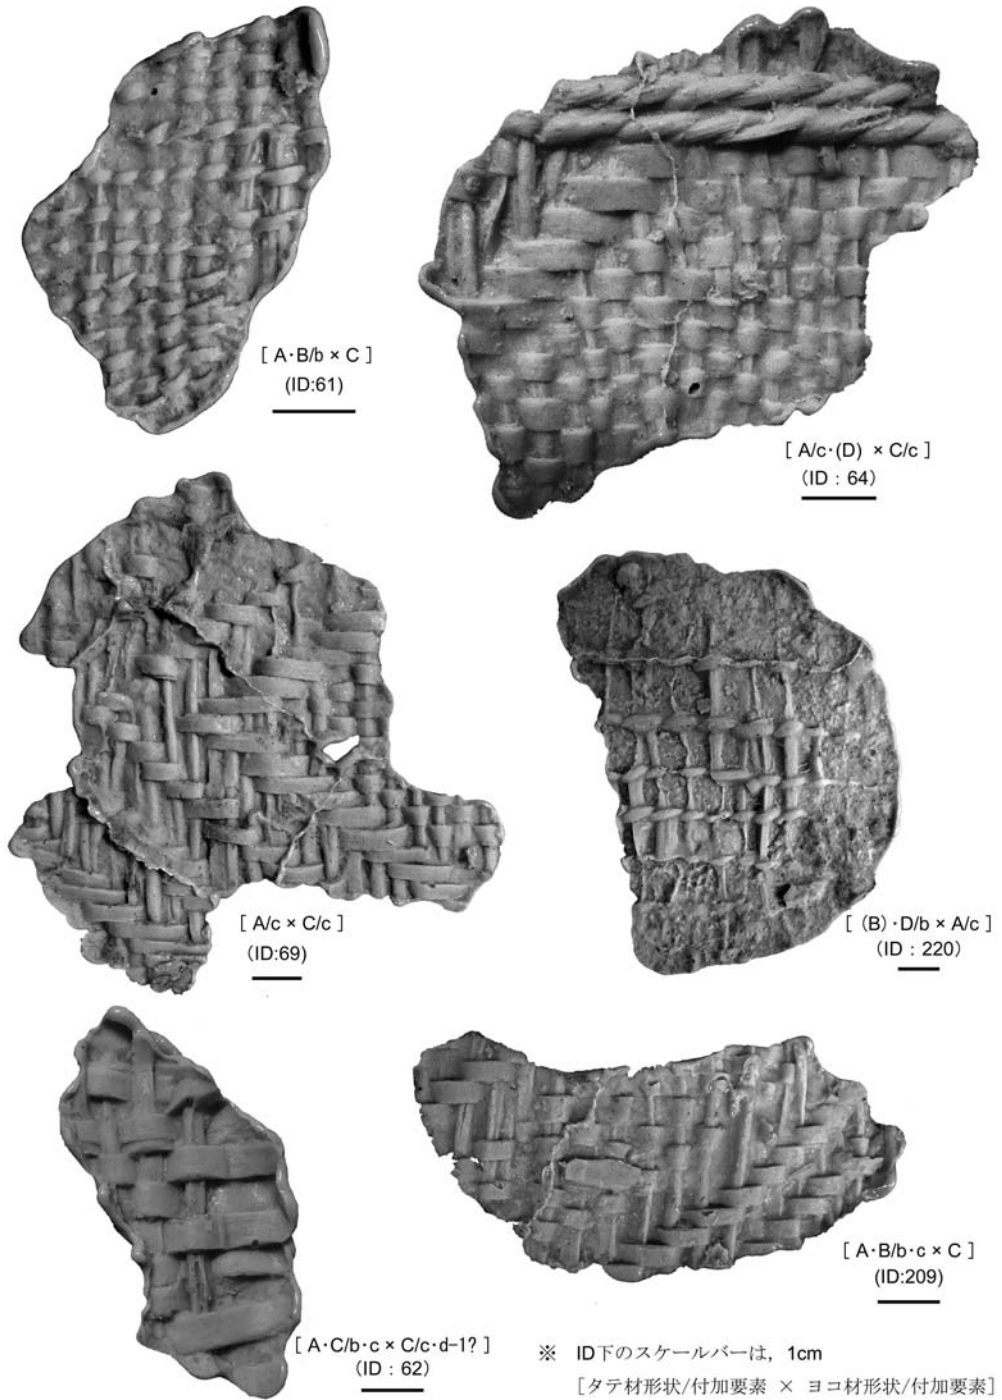 [ A·B/b × C ]
(ID:61)
[ A/c·(D) × C/c ]
(ID : 64)
[ A/c × C/c ]
(ID:69)
[ (B)·D/b × A/c ]
(ID : 220)
[ A·C/b·c × C/c·d-1? ]
(ID : 62)
[ A·B/b·c × C ]
(ID:209)
※ ID下のスケールバーは，1cm
[タテ材形状/付加要素 × ヨコ材形状/付加要素]